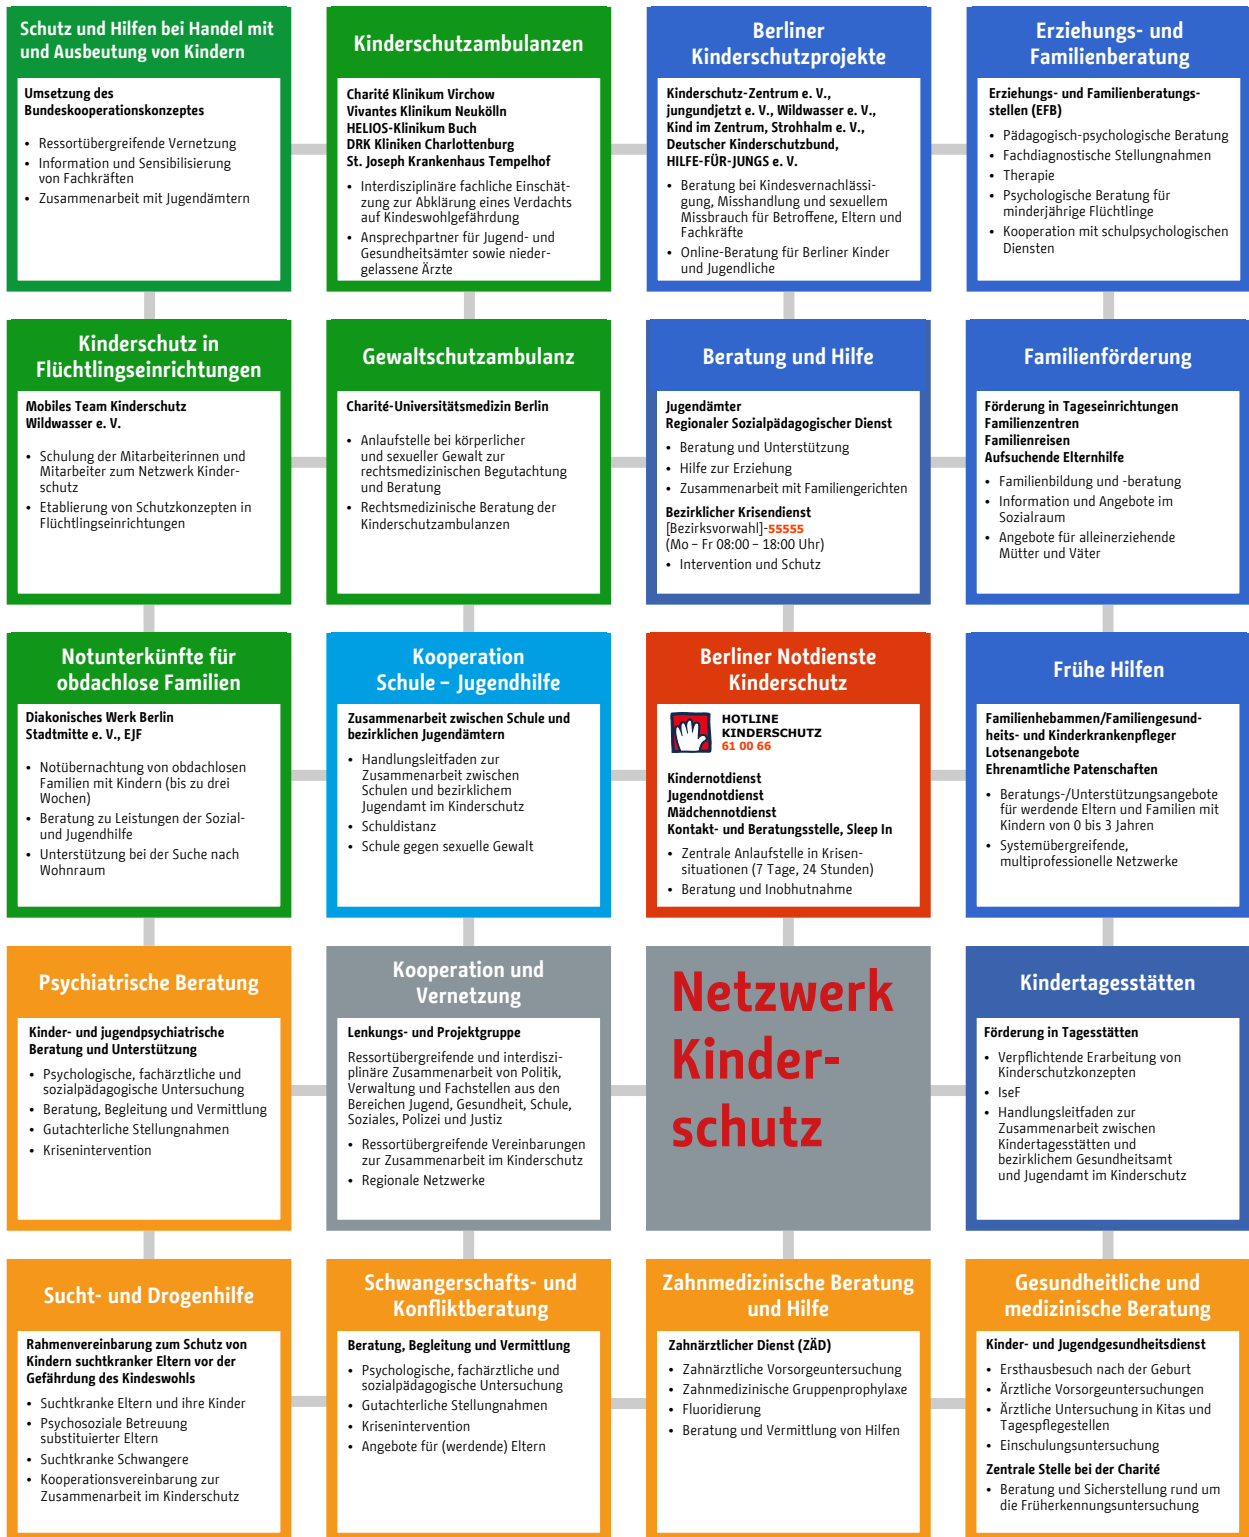 Schutz und Hilfen bei Handel mit
und Ausbeutung von Kindern
Umsetzung des
Bundeskooperationskonzeptes
• Ressortübergreifende Vernetzung
• Information und Sensibilisierung
von Fachkräften
• Zusammenarbeit mit Jugendämtern
Kinderschutzambulanzen
Charité Klinikum Virchow
Vivantes Klinikum Neukölln
HELIOS-Klinikum Buch
DRK Kliniken Charlottenburg
St. Joseph Krankenhaus Tempelhof
• Interdisziplinäre fachliche Einschät-
zung zur Abklärung eines Verdachts
auf Kindeswohlgefährdung
• Ansprechpartner für Jugend- und
Gesundheitsämter sowie nieder-
gelassene Ärzte
Berliner
Kinderschutzprojekte
Kinderschutz-Zentrum e. V.,
jungundjetzt e. V., Wildwasser e. V.,
Kind im Zentrum, Strohhalm e. V.,
Deutscher Kinderschutzbund,
HILFE-FÜR-JUNGS e. V.
• Beratung bei Kindesvernachlässi-
gung, Misshandlung und sexuellem
Missbrauch für Betroffene, Eltern und
Fachkräfte
• Online-Beratung für Berliner Kinder
und Jugendliche
Erziehungs- und
Familienberatung
Erziehungs- und Familienberatungs-
stellen (EFB)
• Pädagogisch-psychologische Beratung
• Fachdiagnostische Stellungnahmen
• Therapie
• Psychologische Beratung für
minderjährige Flüchtlinge
• Kooperation mit schulpsychologischen
Diensten
Kinderschutz in
Flüchtlingseinrichtungen
Mobiles Team Kinderschutz
Wildwasser e. V.
• Schulung der Mitarbeiterinnen und
Mitarbeiter zum Netzwerk Kinder-
schutz
• Etablierung von Schutzkonzepten in
Flüchtlingseinrichtungen
Gewaltschutzambulanz
Charité-Universitätsmedizin Berlin
• Anlaufstelle bei körperlicher
und sexueller Gewalt zur
rechtsmedizinischen Begutachtung
und Beratung
• Rechtsmedizinische Beratung der
Kinderschutzambulanzen
Beratung und Hilfe
Jugendämter
Regionaler Sozialpädagogischer Dienst
• Beratung und Unterstützung
• Hilfe zur Erziehung
• Zusammenarbeit mit Familiengerichten
Bezirklicher Krisendienst
[Bezirksvorwahl]-55555
(Mo – Fr 08:00 – 18:00 Uhr)
• Intervention und Schutz
Familienförderung
Förderung in Tageseinrichtungen
Familienzentren
Familienreisen
Aufsuchende Elternhilfe
• Familienbildung und -beratung
• Information und Angebote im
Sozialraum
• Angebote für alleinerziehende
Mütter und Väter
Notunterkünfte für
obdachlose Familien
Diakonisches Werk Berlin
Stadtmitte e. V., EJF
• Notübernachtung von obdachlosen
Familien mit Kindern (bis zu drei
Wochen)
• Beratung zu Leistungen der Sozial-
und Jugendhilfe
• Unterstützung bei der Suche nach
Wohnraum
Kooperation
Schule – Jugendhilfe
Zusammenarbeit zwischen Schule und
bezirklichen Jugendämtern
• Handlungsleitfaden zur
Zusammenarbeit zwischen
Schulen und bezirklichem
Jugendamt im Kinderschutz
• Schuldistanz
• Schule gegen sexuelle Gewalt
Berliner Notdienste
Kinderschutz
HOTLINE
KINDERSCHUTZ
61 00 66
Kindernotdienst
Jugendnotdienst
Mädchennotdienst
Kontakt- und Beratungsstelle, Sleep In
• Zentrale Anlaufstelle in Krisen-
situationen (7 Tage, 24 Stunden)
• Beratung und Inobhutnahme
Frühe Hilfen
Familienhebammen/Familiengesund-
heits- und Kinderkrankenpfleger
Lotsenangebote
Ehrenamtliche Patenschaften
• Beratungs-/Unterstützungsangebote
für werdende Eltern und Familien mit
Kindern von 0 bis 3 Jahren
• Systemübergreifende,
multiprofessionelle Netzwerke
Psychiatrische Beratung
Kinder- und jugendpsychiatrische
Beratung und Unterstützung
• Psychologische, fachärztliche und
sozialpädagogische Untersuchung
• Beratung, Begleitung und Vermittlung
• Gutachterliche Stellungnahmen
• Krisenintervention
Kooperation und
Vernetzung
Lenkungs- und Projektgruppe
Ressortübergreifende und interdiszi-
plinäre Zusammenarbeit von Politik,
Verwaltung und Fachstellen aus den
Bereichen Jugend, Gesundheit, Schule,
Soziales, Polizei und Justiz
• Ressortübergreifende Vereinbarungen
zur Zusammenarbeit im Kinderschutz
• Regionale Netzwerke
Netzwerk
Kinder-
schutz
Kindertagesstätten
Förderung in Tagesstätten
• Verpflichtende Erarbeitung von
Kinderschutzkonzepten
• IseF
• Handlungsleitfaden zur
Zusammenarbeit zwischen
Kindertagesstätten und
bezirklichem Gesundheitsamt
und Jugendamt im Kinderschutz
Sucht- und Drogenhilfe
Rahmenvereinbarung zum Schutz von
Kindern suchtkranker Eltern vor der
Gefährdung des Kindeswohls
• Suchtkranke Eltern und ihre Kinder
• Psychosoziale Betreuung
substituierter Eltern
• Suchtkranke Schwangere
• Kooperationsvereinbarung zur
Zusammenarbeit im Kinderschutz
Schwangerschafts- und
Konfliktberatung
Beratung, Begleitung und Vermittlung
• Psychologische, fachärztliche und
sozialpädagogische Untersuchung
• Gutachterliche Stellungnahmen
• Krisenintervention
• Angebote für (werdende) Eltern
Zahnmedizinische Beratung
und Hilfe
Zahnärztlicher Dienst (ZÄD)
• Zahnärztliche Vorsorgeuntersuchung
• Zahnmedizinische Gruppenprophylaxe
• Fluoridierung
• Beratung und Vermittlung von Hilfen
Gesundheitliche und
medizinische Beratung
Kinder- und Jugendgesundheitsdienst
• Ersthausbesuch nach der Geburt
• Ärztliche Vorsorgeuntersuchungen
• Ärztliche Untersuchung in Kitas und
Tagespflegestellen
• Einschulungsuntersuchung
Zentrale Stelle bei der Charité
• Beratung und Sicherstellung rund um
die Früherkennungsuntersuchung